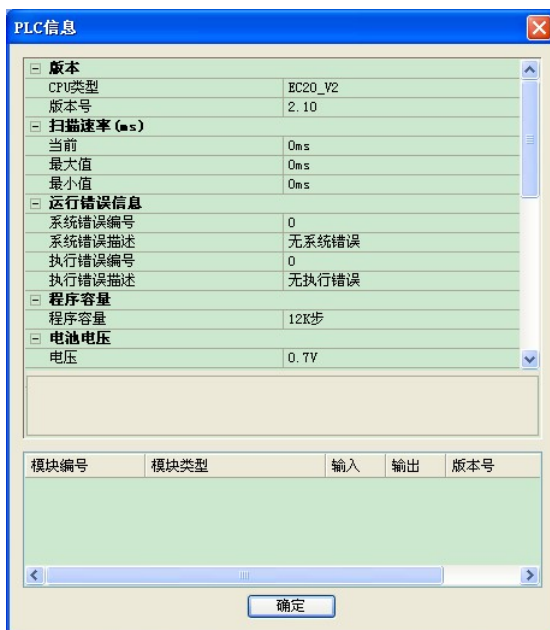 PLC信息
版本
CPU类型 EC20_V2
版本号 2.10
扫描速率(ms)
当前 0ms
最大值 0ms
最小值 0ms
运行错误信息
系统错误编号 0
系统错误描述 无系统错误
执行错误编号 0
执行错误描述 无执行错误
程序容量
程序容量 12K步
电池电压
电压 0.7V
模块编号 模块类型 输入 输出 版本号
确定